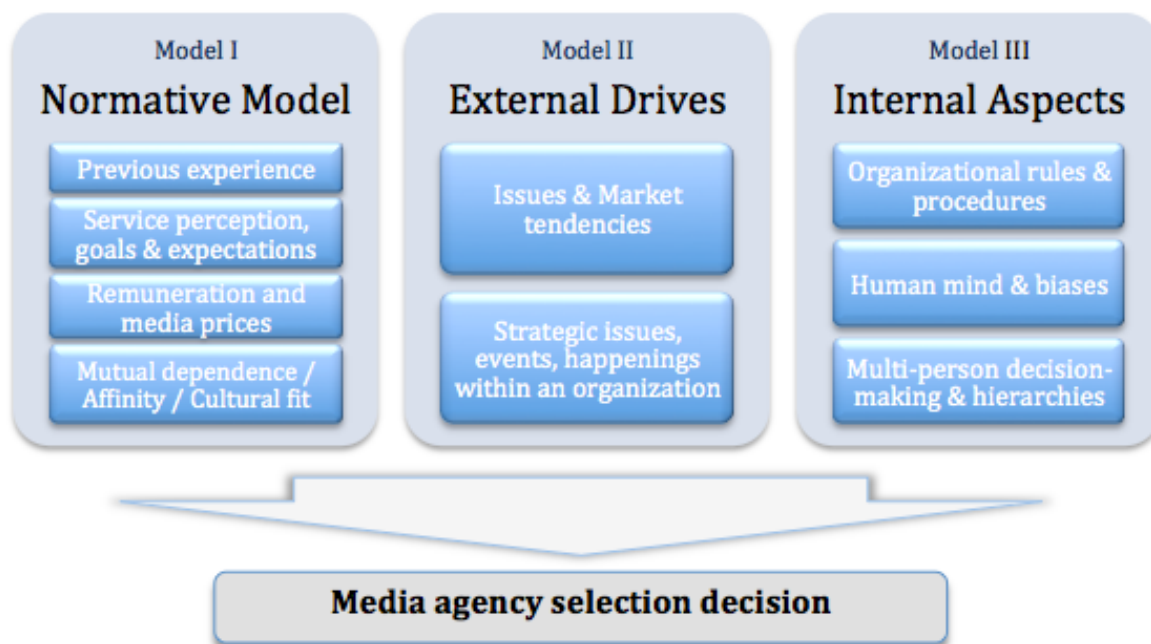 Model I
Normative Model
Previous experience
Service perception,
goals & expectations
Remuneration and
media prices
Mutual dependence /
Affinity / Cultural fit
Model II
External Drives
Issues & Market
tendencies
Strategic issues,
events, happenings
within an organization
Model III
Internal Aspects
Organizational rules &
procedures
Human mind & biases
Multi-person decision-
making & hierarchies
Media agency selection decision